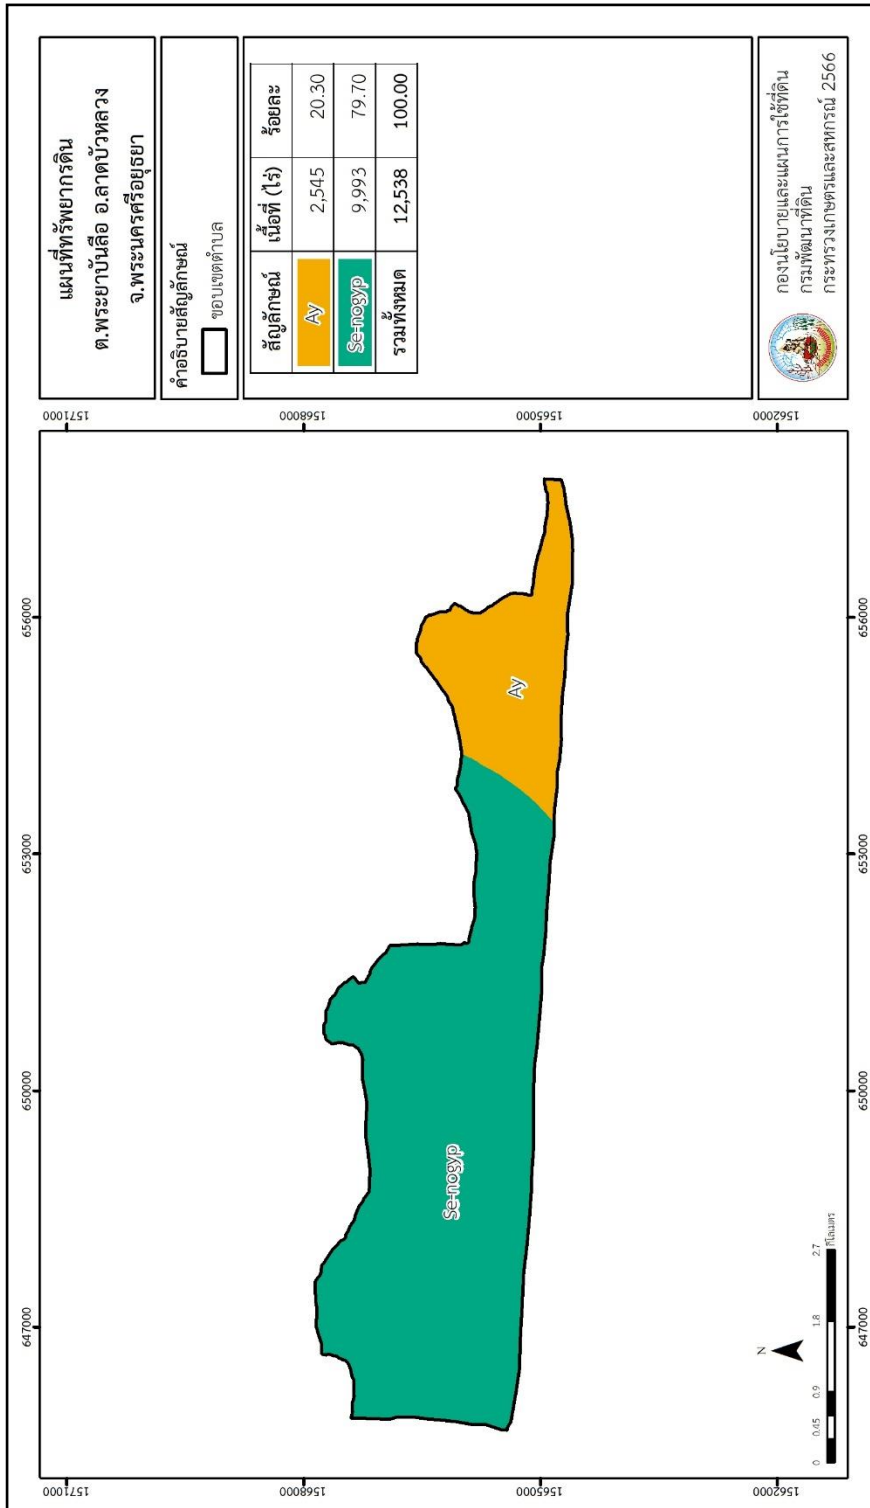 แผนที่ทรัพยากรดิน
ต.พระยาบันลือ อ.ลาดบัวหลวง
จ.พระนครศรีอยุธยา
คำอธิบายสัญลักษณ์
ขอบเขตตำบล
สัญลักษณ์ เนื้อที่ (ไร่) ร้อยละ
Ay 2,545 20.30
Se-nogyp 9,993 79.70
รวมทั้งหมด 12,538 100.00
กองนโยบายและแผนการใช้ที่ดิน
กรมพัฒนาที่ดิน
กระทรวงเกษตรและสหกรณ์ 2566
647000 650000 653000 656000
1571000 1571000
1568000 1568000
1565000 1565000
1562000 1562000
Se-nogyp
Ay
647000 650000 653000 656000
N
0 0.45 0.9 1.8 2.7
กิโลเมตร